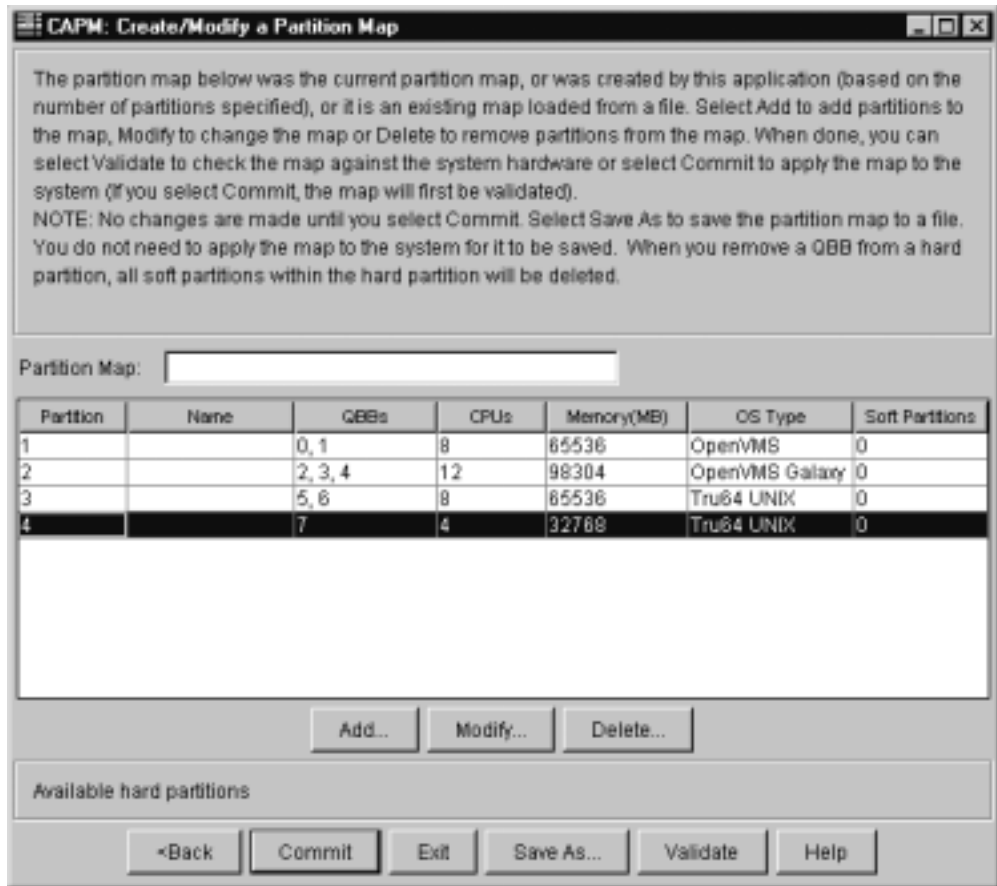 CAPM: Create/Modify a Partition Map
The partition map below was the current partition map, or was created by this application (based on the
number of partitions specified), or it is an existing map loaded from a file. Select Add to add partitions to
the map, Modify to change the map or Delete to remove partitions from the map. When done, you can
select Validate to check the map against the system hardware or select Commit to apply the map to the
system (If you select Commit, the map will first be validated).
NOTE: No changes are made until you select Commit. Select Save As to save the partition map to a file.
You do not need to apply the map to the system for it to be saved. When you remove a QBB from a hard
partition, all soft partitions within the hard partition will be deleted.
Partition Map:
Partition Name QBBs CPUs Memory(MB) OS Type Soft Partitions
1 0, 1 8 65536 OpenVMS 0
2 2, 3, 4 12 98304 OpenVMS Galaxy 0
3 5, 6 8 65536 Tru64 UNIX 0
4 7 4 32768 Tru64 UNIX 0
Add... Modify... Delete...
Available hard partitions
<Back Commit Exit Save As... Validate Help